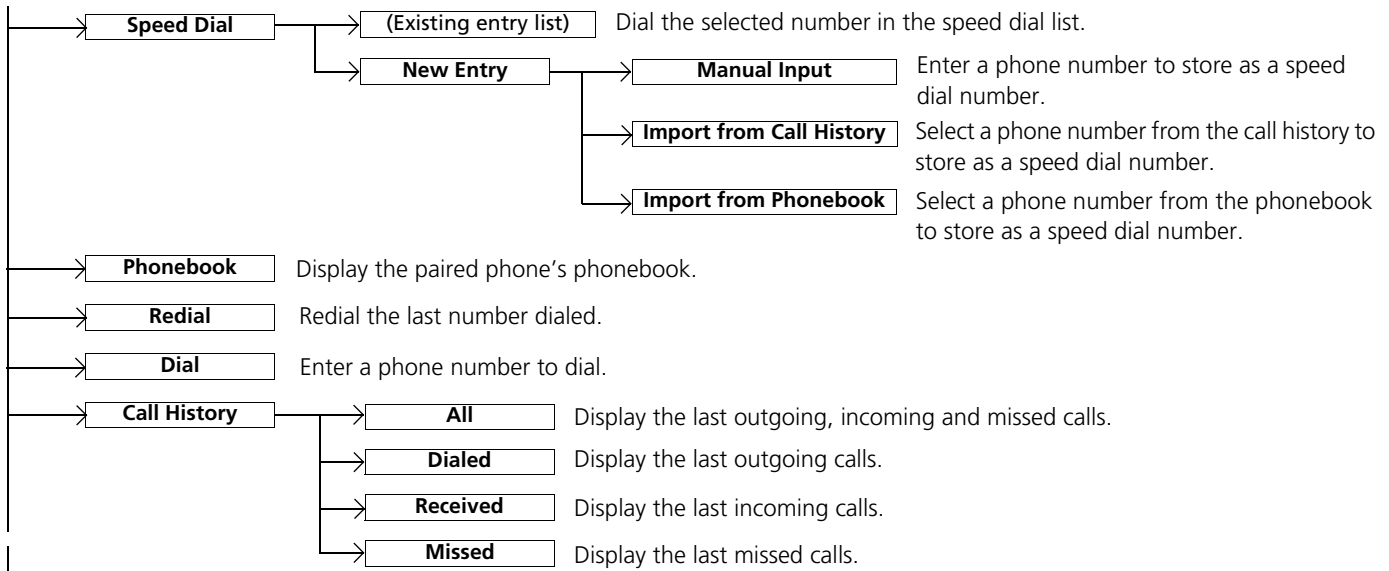 Speed Dial
(Existing entry list)
Dial the selected number in the speed dial list.
New Entry
Manual Input
Enter a phone number to store as a speed
dial number.
Import from Call History
Select a phone number from the call history to
store as a speed dial number.
Import from Phonebook
Select a phone number from the phonebook
to store as a speed dial number.
Phonebook
Display the paired phone’s phonebook.
Redial
Redial the last number dialed.
Dial
Enter a phone number to dial.
Call History
All
Display the last outgoing, incoming and missed calls.
Dialed
Display the last outgoing calls.
Received
Display the last incoming calls.
Missed
Display the last missed calls.